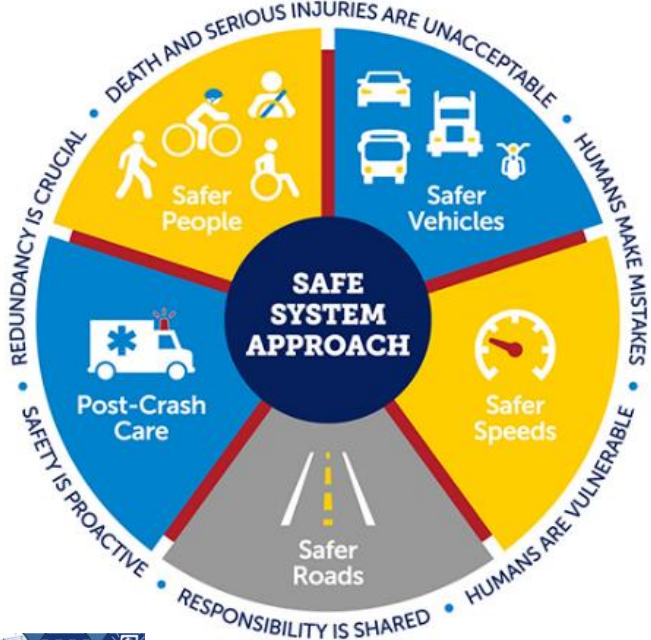 DEATH AND SERIOUS INJURIES ARE UNACCEPTABLE
HUMANS MAKE MISTAKES
HUMANS ARE VULNERABLE
RESPONSIBILITY IS SHARED
SAFETY IS PROACTIVE
REDUNDANCY IS CRUCIAL
Safer
People
Safer
Vehicles
SAFE
SYSTEM
APPROACH
Post-Crash
Care
Safer
Speeds
Safer
Roads